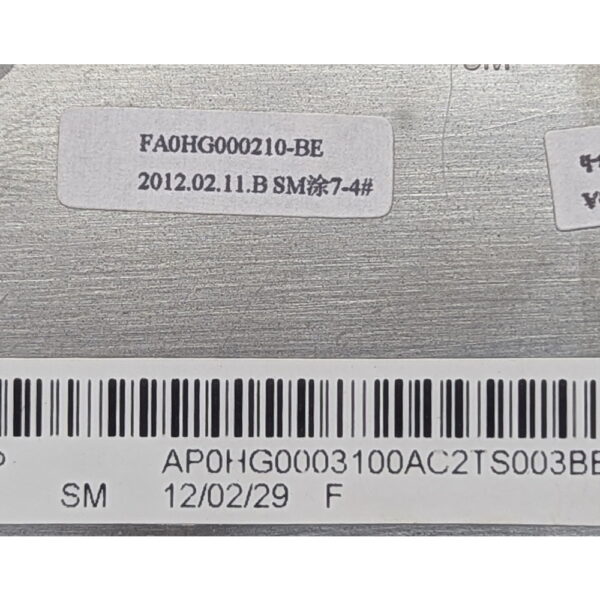 FA0HG000210-BE
2012.02.11.B SM涂7-4#
AP0HG0003100AC2TS003BE
SM 12/02/29 F